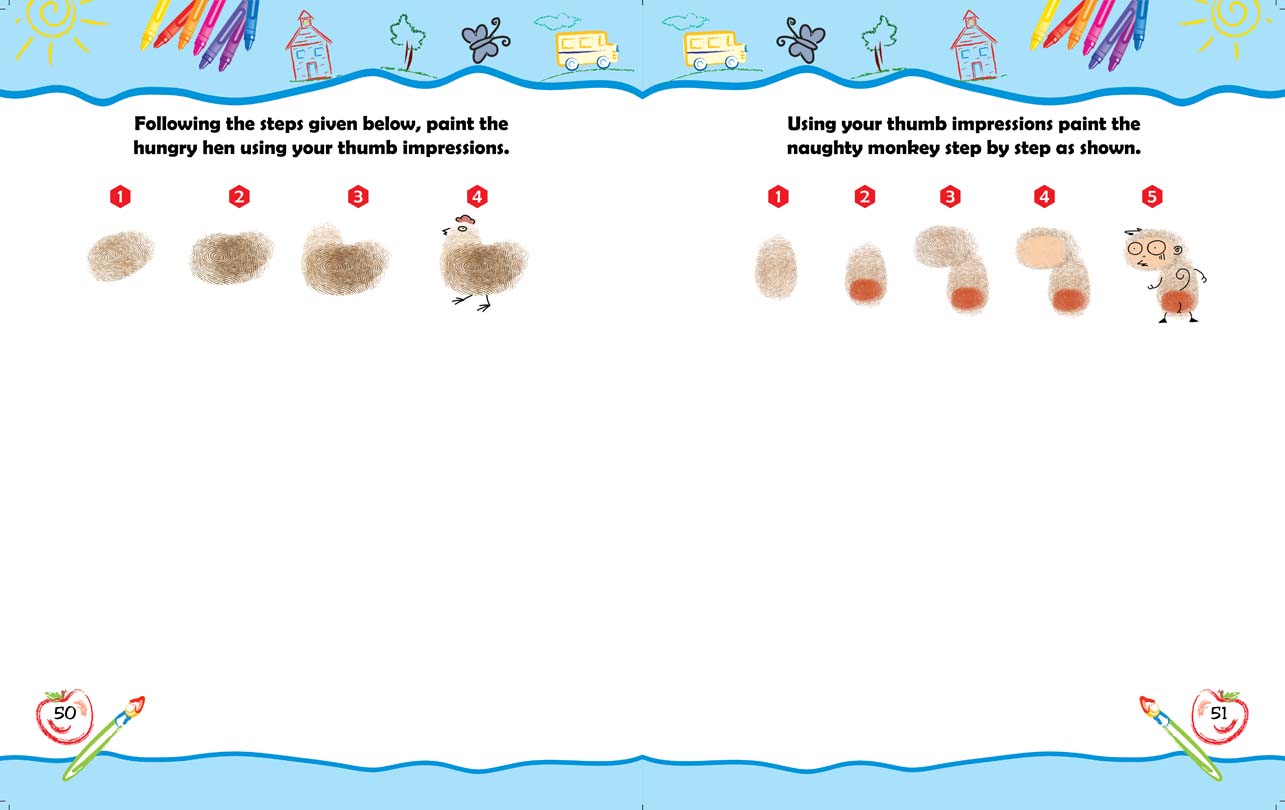 Following the steps given below, paint the
hungry hen using your thumb impressions.
1 2 3 4
50
Using your thumb impressions paint the
naughty monkey step by step as shown.
1 2 3 4 5
51